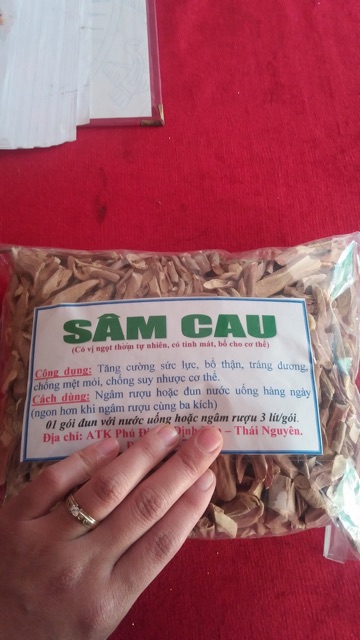 SÂM CAU
(Có vị ngọt thơm tự nhiên, có tính mát, bổ cho cơ thể)
Công dụng: Tăng cường sức lực, bổ thận, tráng dương,
chống mệt mỏi, chống suy nhược cơ thể.
Cách dùng: Ngâm rượu hoặc đun nước uống hàng ngày
(ngon hơn khi ngâm rượu cùng ba kích)
01 gói đun với nước uống hoặc ngâm rượu 3 lít/gói.
Địa chỉ: ATK Phú Định – Thái Nguyên.